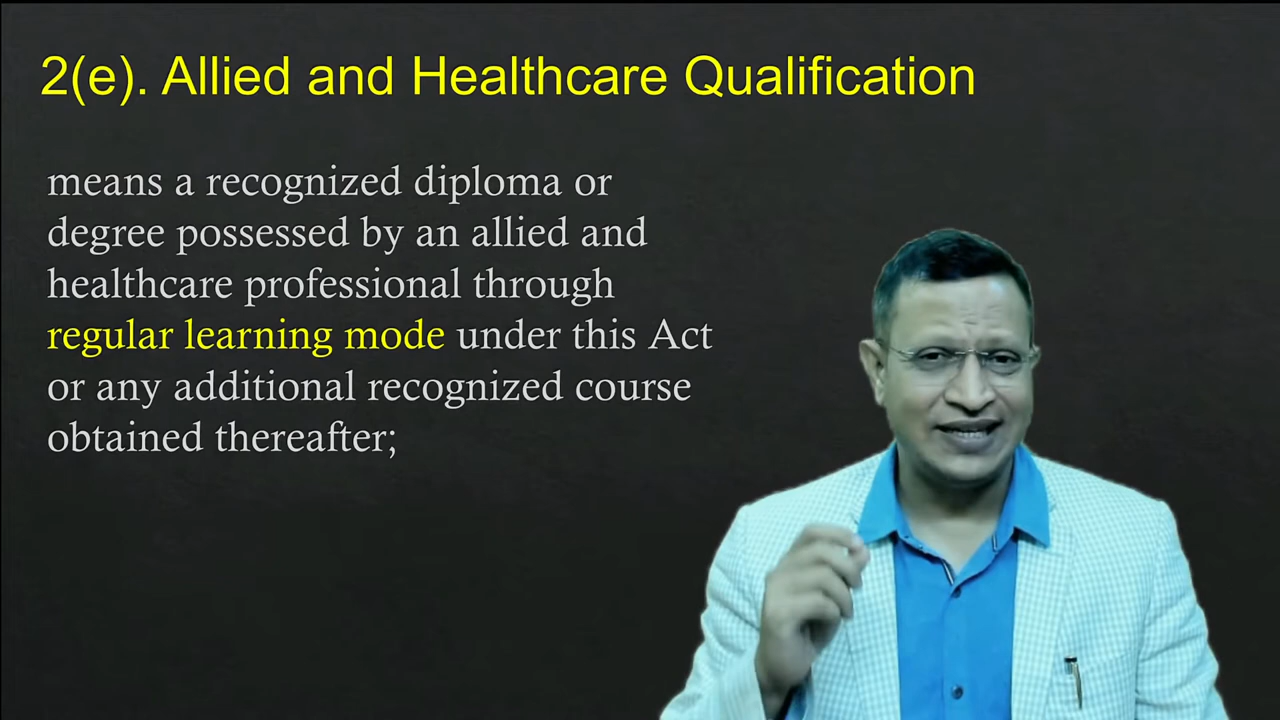 2(e). Allied and Healthcare Qualification
means a recognized diploma or
degree possessed by an allied and
healthcare professional through
regular learning mode under this Act
or any additional recognized course
obtained thereafter;